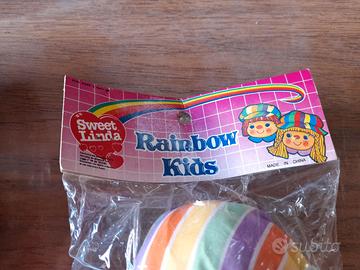 Sweet
Linda
Rainbow
Kids
MADE IN CHINA
subito